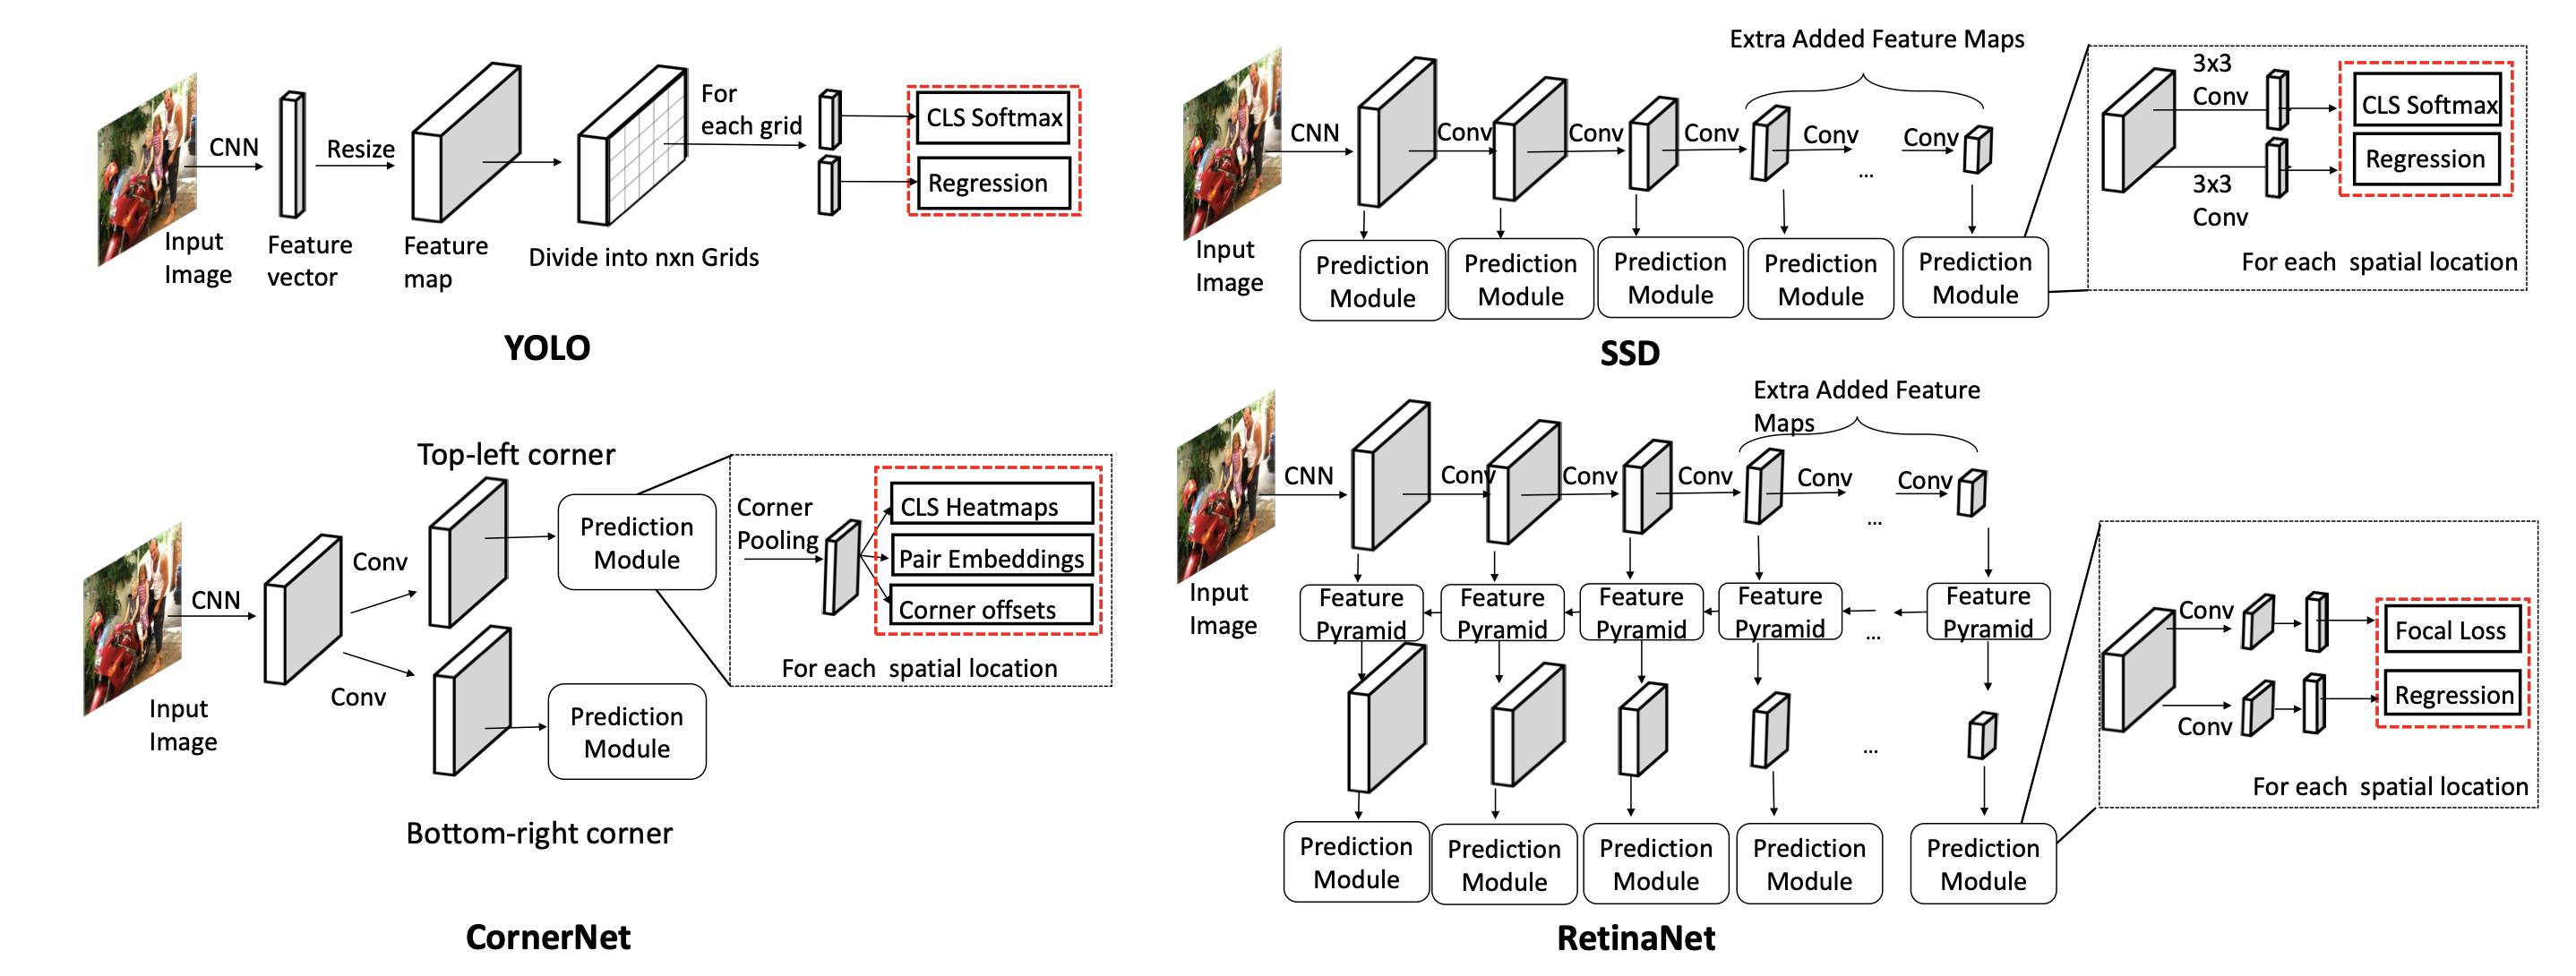 CNN
Resize
For
each grid
CLS Softmax
Regression
Input
Image
Feature
vector
Feature
map
Divide into nxn Grids
YOLO
Extra Added Feature Maps
CNN
Conv
Conv
Conv
Conv
...
Conv
Input
Image
Prediction
Module
Prediction
Module
Prediction
Module
Prediction
Module
Prediction
Module
3x3
Conv
3x3
Conv
CLS Softmax
Regression
For each spatial location
SSD
Top-left corner
CNN
Conv
Conv
Input
Image
Prediction
Module
Prediction
Module
Bottom-right corner
Corner
Pooling
CLS Heatmaps
Pair Embeddings
Corner offsets
For each spatial location
CornerNet
Extra Added Feature
Maps
CNN
Conv
Conv
Conv
Conv
...
Conv
Input
Image
Feature
Pyramid
Feature
Pyramid
Feature
Pyramid
Feature
Pyramid
...
Feature
Pyramid
...
Prediction
Module
Prediction
Module
Prediction
Module
Prediction
Module
Prediction
Module
Conv
Conv
Focal Loss
Regression
For each spatial location
RetinaNet